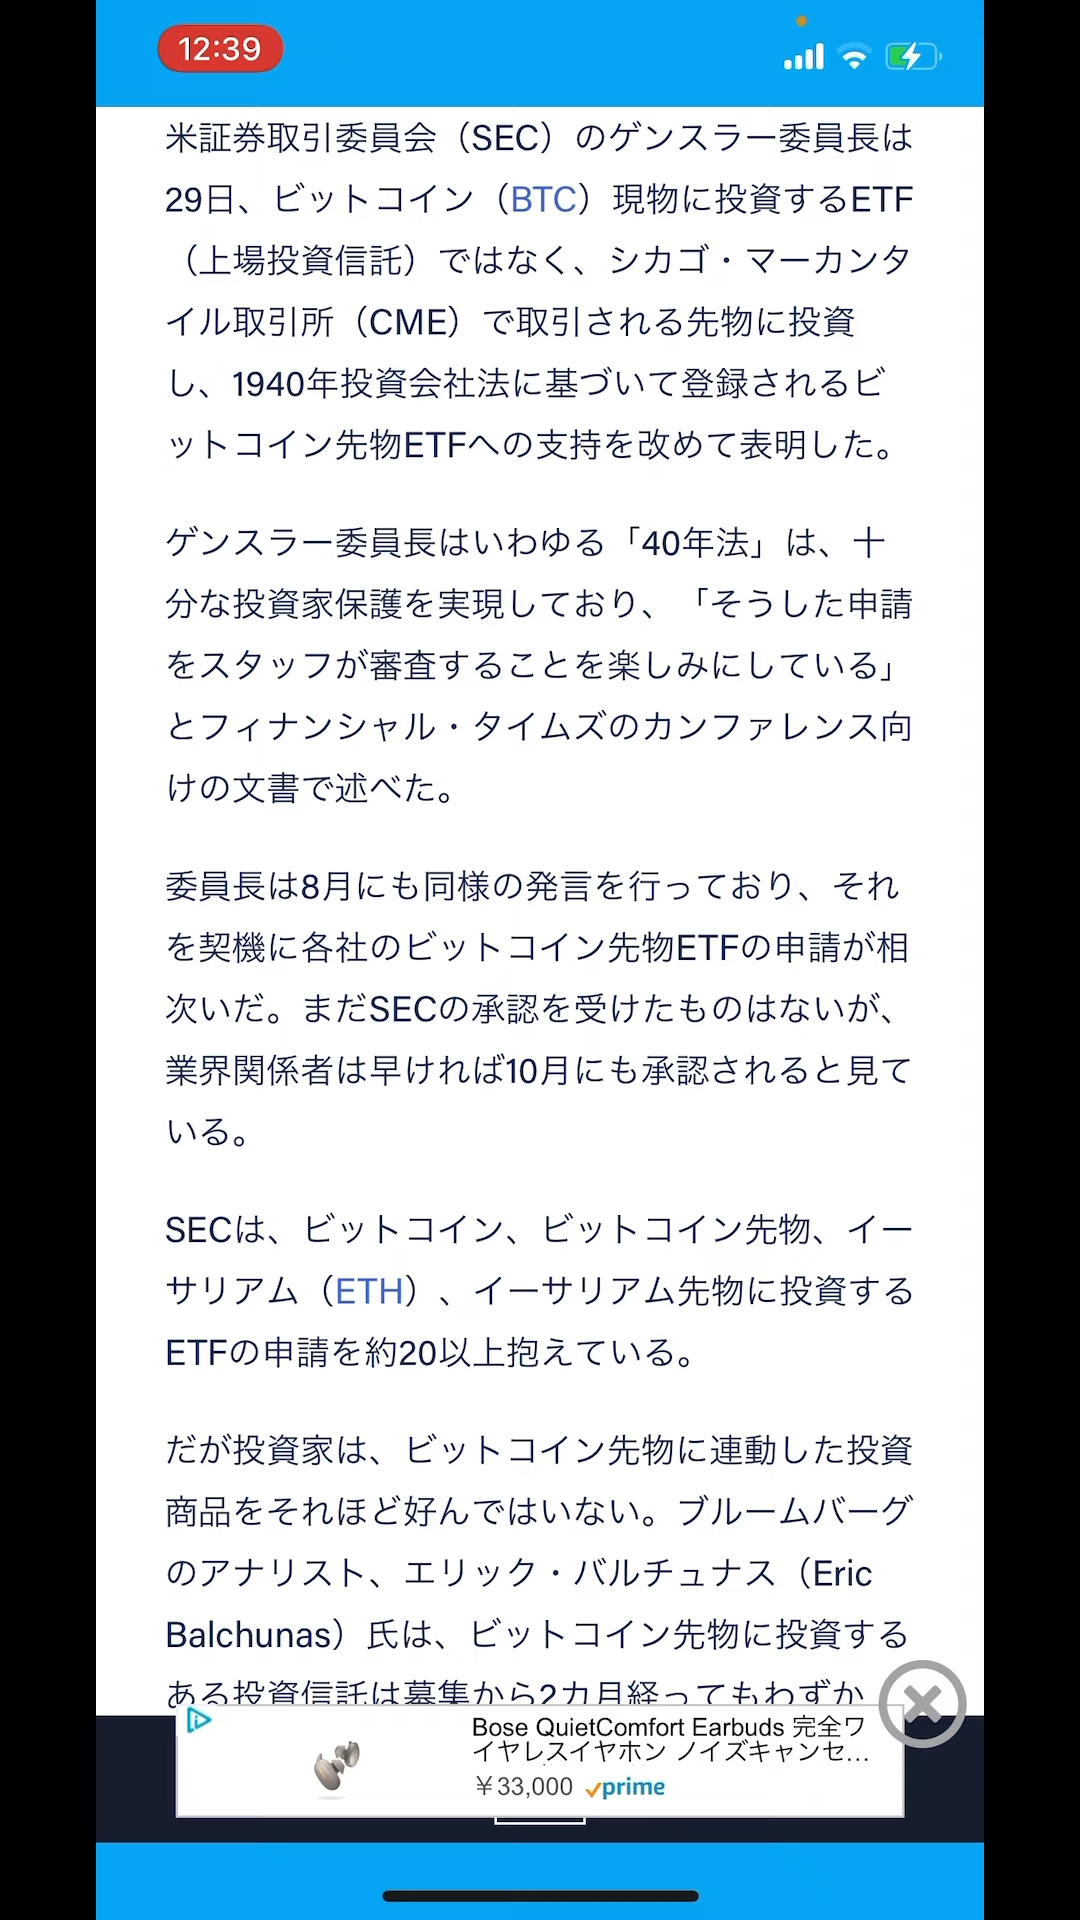 12:39
米証券取引委員会（SEC）のゲンスラー委員長は
29日、ビットコイン（BTC）現物に投資するETF
（上場投資信託）ではなく、シカゴ・マーカンタ
イル取引所（CME）で取引される先物に投資
し、1940年投資会社法に基づいて登録されるビ
ットコイン先物ETFへの支持を改めて表明した。
ゲンスラー委員長はいわゆる「40年法」は、十
分な投資家保護を実現しており、「そうした申請
をスタッフが審査することを楽しみにしている」
とフィナンシャル・タイムズのカンファレンス向
けの文書で述べた。
委員長は8月にも同様の発言を行っており、それ
を契機に各社のビットコイン先物ETFの申請が相
次いだ。まだSECの承認を受けたものはないが、
業界関係者は早ければ10月にも承認されると見て
いる。
SECは、ビットコイン、ビットコイン先物、イー
サリアム（ETH）、イーサリアム先物に投資する
ETFの申請を約20以上抱えている。
だが投資家は、ビットコイン先物に連動した投資
商品をそれほど好んではいない。ブルームバーグ
のアナリスト、エリック・バルチュナス（Eric
Balchunas）氏は、ビットコイン先物に投資する
ある投資信託は募集から2カ月経ってもわずか
Bose QuietComfort Earbuds 完全ワ
イヤレスイヤホン ノイズキャンセ...
￥33,000 prime